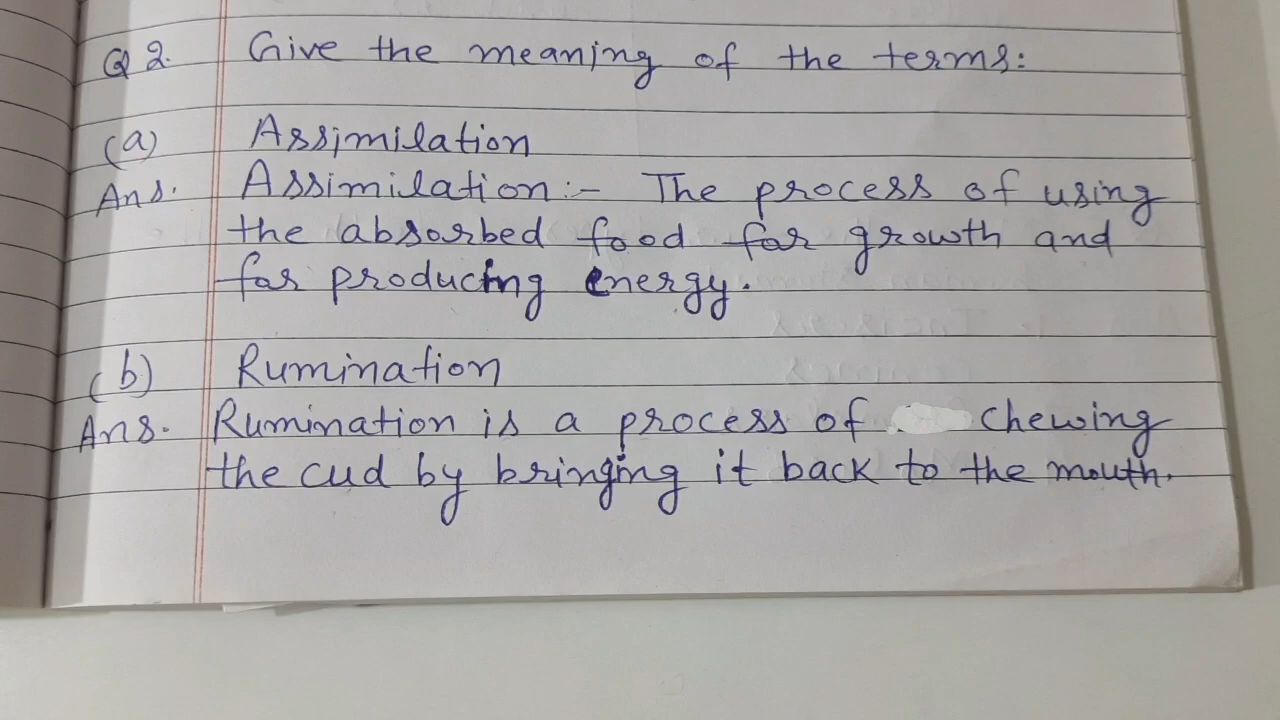 Q 2. Give the meaning of the terms:
(a) Assimilation
Ans. Assimilation:- The process of using
the absorbed food for growth and
for producing energy.
(b) Rumination
Ans. Rumination is a process of chewing
the cud by bringing it back to the mouth.